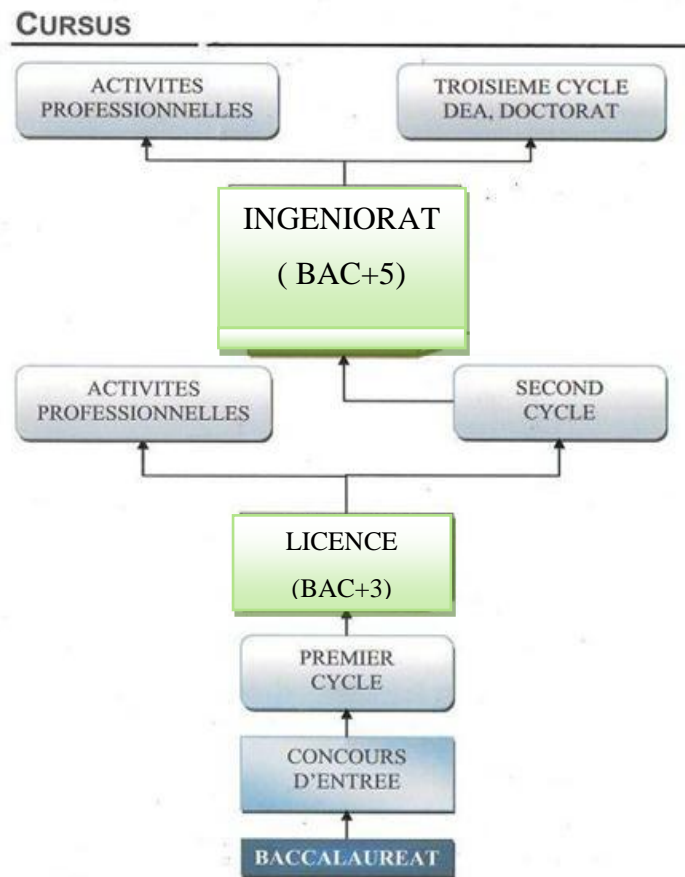 CURSUS
ACTIVITES
PROFESSIONNELLES
TROISIEME CYCLE
DEA, DOCTORAT
INGENIORAT
( BAC+5)
ACTIVITES
PROFESSIONNELLES
SECOND
CYCLE
LICENCE
(BAC+3)
PREMIER
CYCLE
CONCOURS
D'ENTREE
BACCALAUREAT